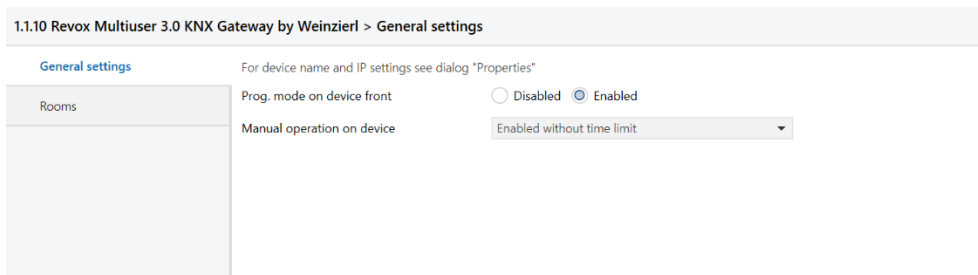 1.1.10 Revox Multiuser 3.0 KNX Gateway by Weinzierl > General settings
General settings
For device name and IP settings see dialog "Properties"
Rooms
Prog. mode on device front Disabled Enabled
Manual operation on device Enabled without time limit